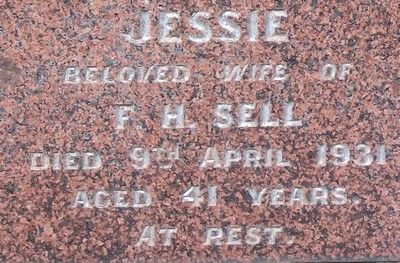 JESSIE
BELOVED WIFE OF
F. H. SELL
DIED 9TH APRIL 1931
AGED 41 YEARS.
AT REST.